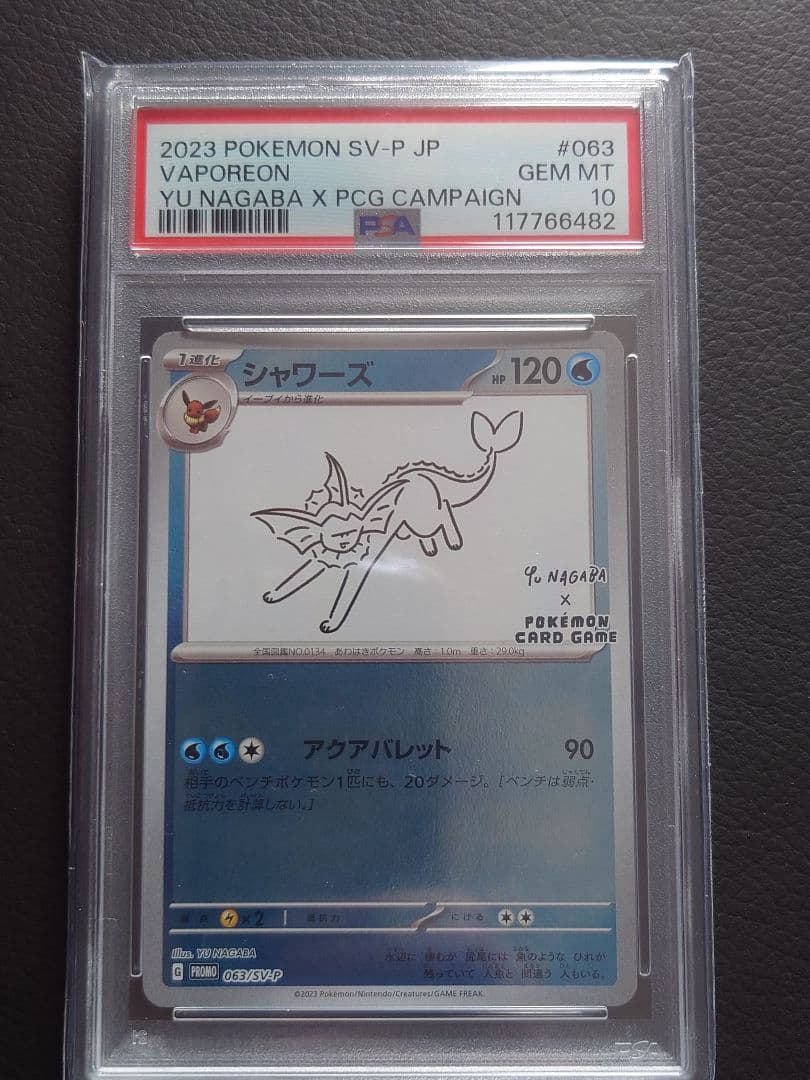 2023 POKEMON SV-P JP #063
VAPOREON GEM MT
YU NAGABA X PCG CAMPAIGN 10
PSA 117766482
1進化 シャワーズ HP 120
イーブイから進化
YU NAGABA
X
POKÉMON
CARD GAME
全国図鑑NO.0134 あわはきポケモン 高さ:1.0m 重さ:29.0kg
アクアバレット 90
相手のベンチポケモン1匹にも、20ダメージ。[ベンチは弱点・
抵抗力を計算しない。]
弱点 ×2 抵抗力 にげる
Illus. YU NAGABA
水辺に 棲むが 尻尾には 魚のような ひれが
残っていて 人魚と 間違う 人もいる。
G PROMO 063/SV-P
©2023 Pokémon/Nintendo/Creatures/GAME FREAK.
PSA